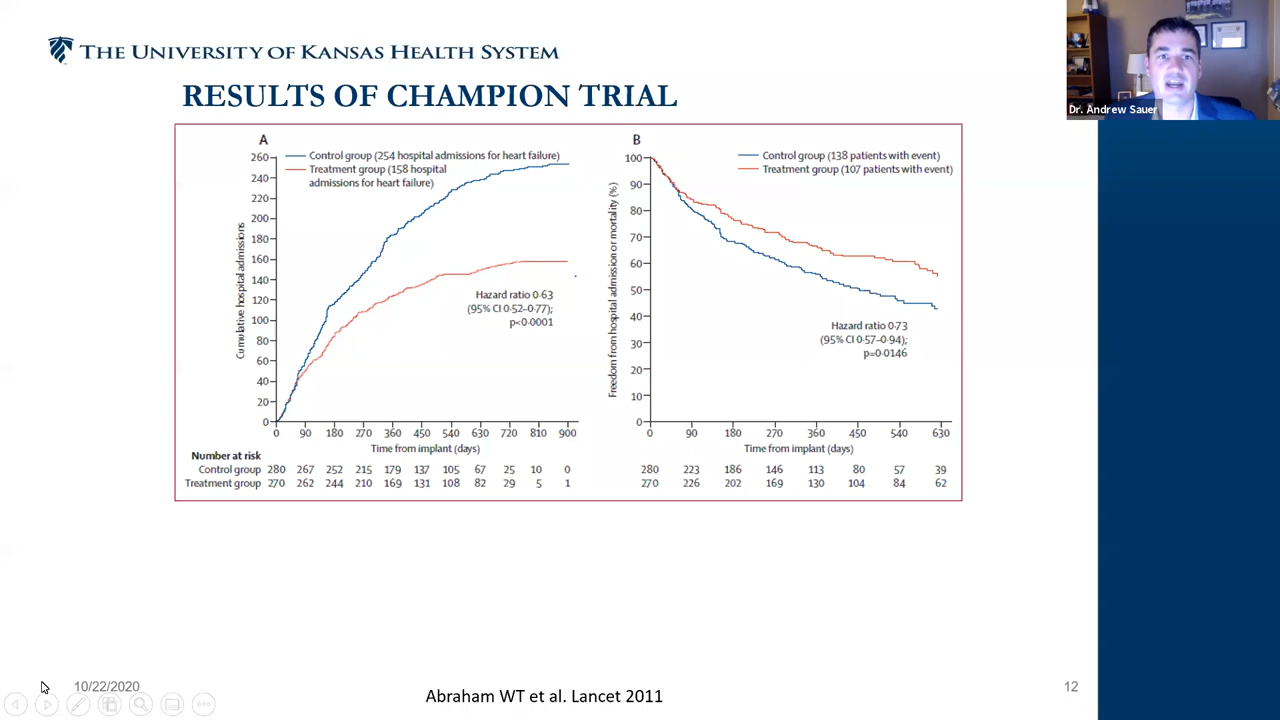 THE UNIVERSITY OF KANSAS HEALTH SYSTEM
Dr. Andrew Sauer
RESULTS OF CHAMPION TRIAL
A
Control group (254 hospital admissions for heart failure)
Treatment group (158 hospital
admissions for heart failure)
Cumulative hospital admissions
260
240
220
200
180
160
140
120
100
80
60
40
20
0
Hazard ratio 0·63
(95% CI 0·52–0·77);
p<0·0001
0 90 180 270 360 450 540 630 720 810 900
Time from implant (days)
Number at risk
Control group 280 267 252 215 179 137 105 67 25 10 0
Treatment group 270 262 244 210 169 131 108 82 29 5 1
B
Control group (138 patients with event)
Treatment group (107 patients with event)
Freedom from hospital admission or mortality (%)
100
90
80
70
60
50
40
30
20
10
0
Hazard ratio 0·73
(95% CI 0·57–0·94);
p=0·0146
0 90 180 270 360 450 540 630
Time from implant (days)
280 223 186 146 113 80 57 39
270 226 202 169 130 104 84 62
10/22/2020
Abraham WT et al. Lancet 2011
12